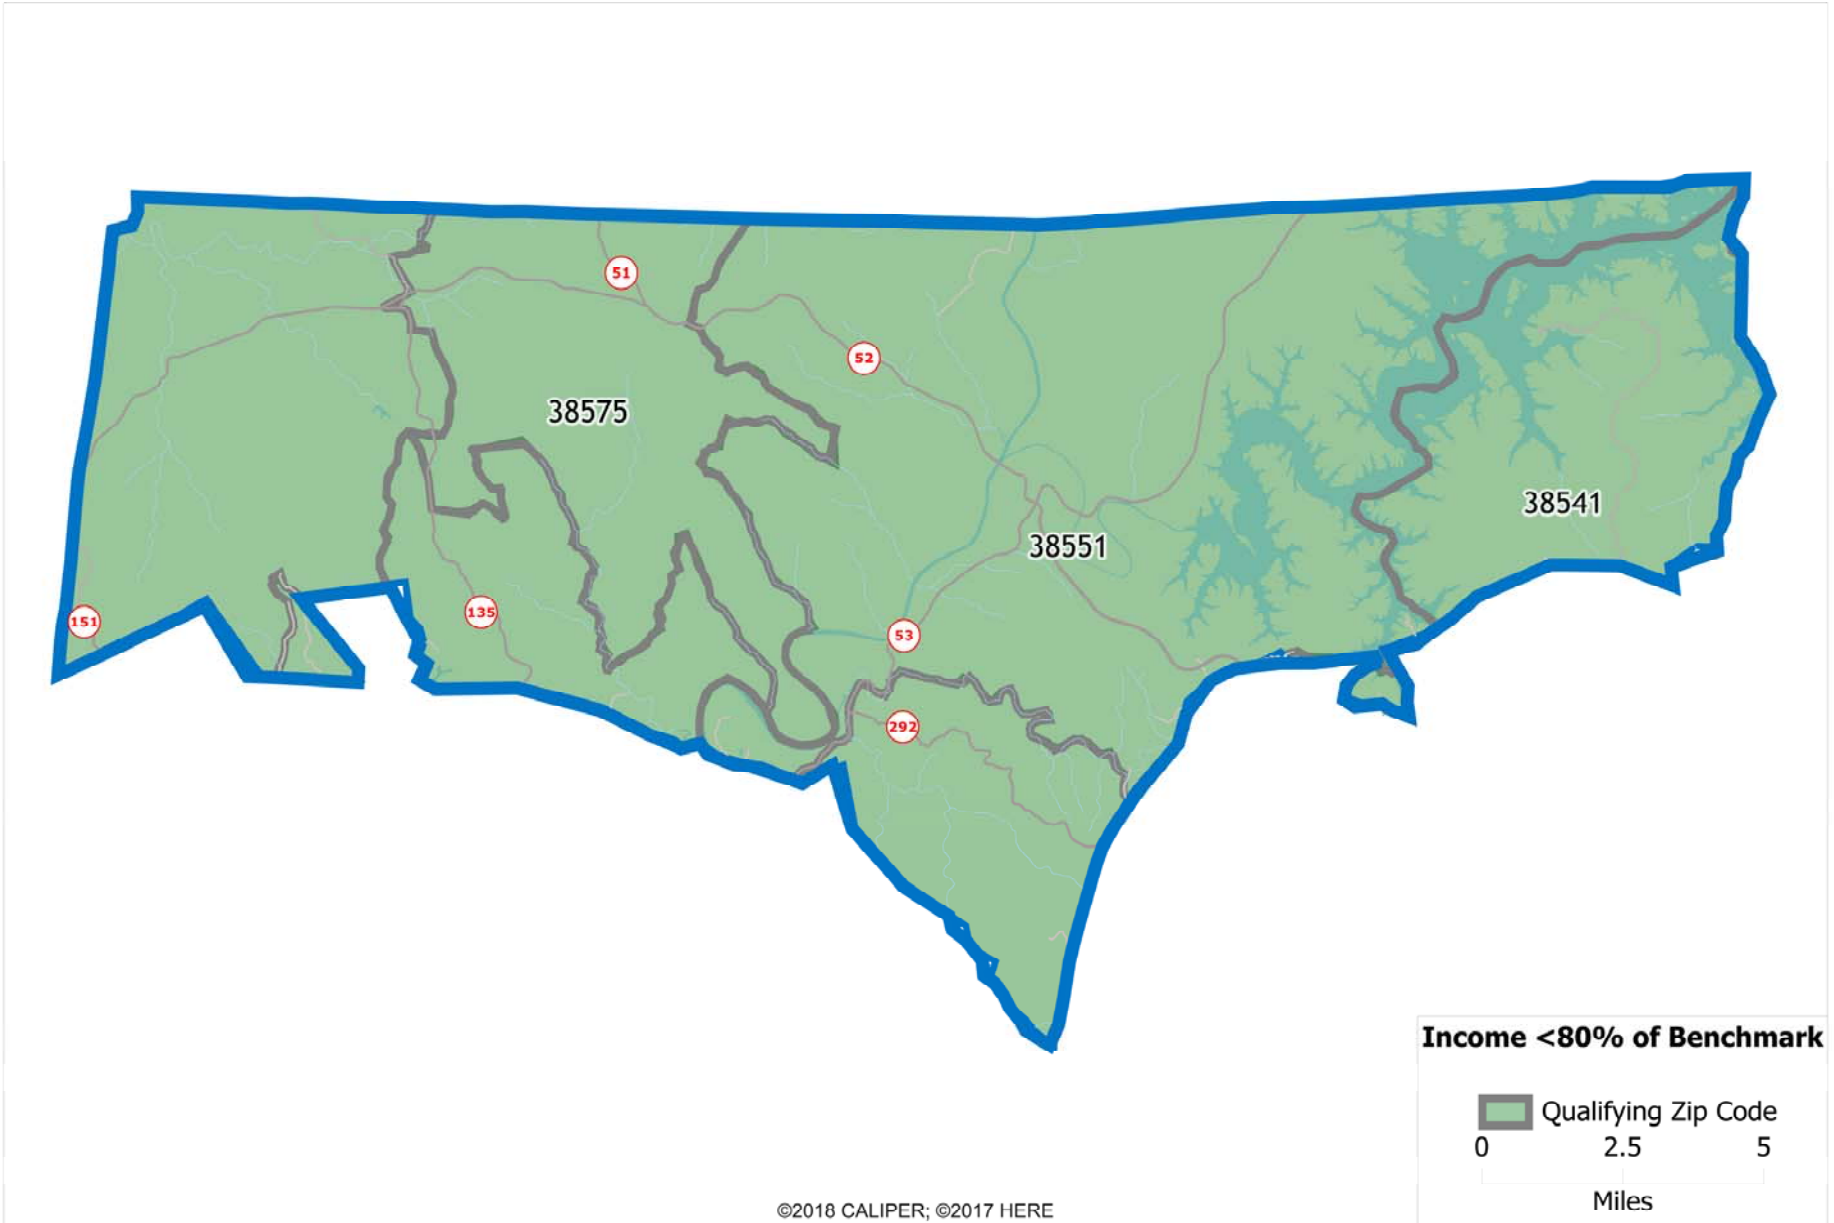 51
52
38575
38541
38551
151
135
53
292
Income <80% of Benchmark
Qualifying Zip Code
0 2.5 5
Miles
©2018 CALIPER; ©2017 HERE